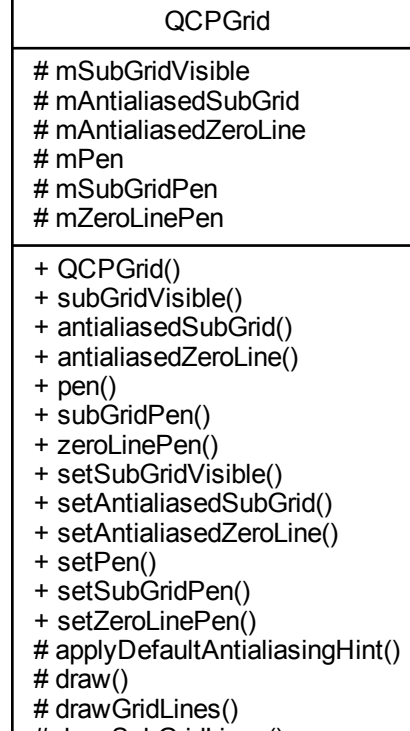 QCPGrid
# mSubGridVisible
# mAntialiasedSubGrid
# mAntialiasedZeroLine
# mPen
# mSubGridPen
# mZeroLinePen
+ QCPGrid()
+ subGridVisible()
+ antialiasedSubGrid()
+ antialiasedZeroLine()
+ pen()
+ subGridPen()
+ zeroLinePen()
+ setSubGridVisible()
+ setAntialiasedSubGrid()
+ setAntialiasedZeroLine()
+ setPen()
+ setSubGridPen()
+ setZeroLinePen()
# applyDefaultAntialiasingHint()
# draw()
# drawGridLines()